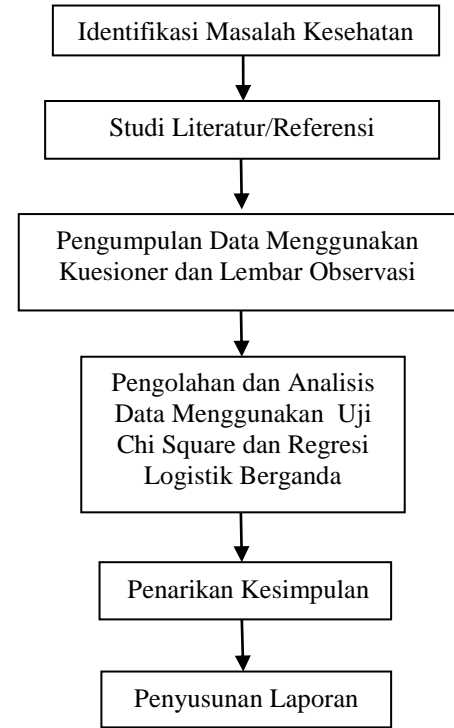 Identifikasi Masalah Kesehatan
Studi Literatur/Referensi
Pengumpulan Data Menggunakan
Kuesioner dan Lembar Observasi
Pengolahan dan Analisis
Data Menggunakan Uji
Chi Square dan Regresi
Logistik Berganda
Penarikan Kesimpulan
Penyusunan Laporan